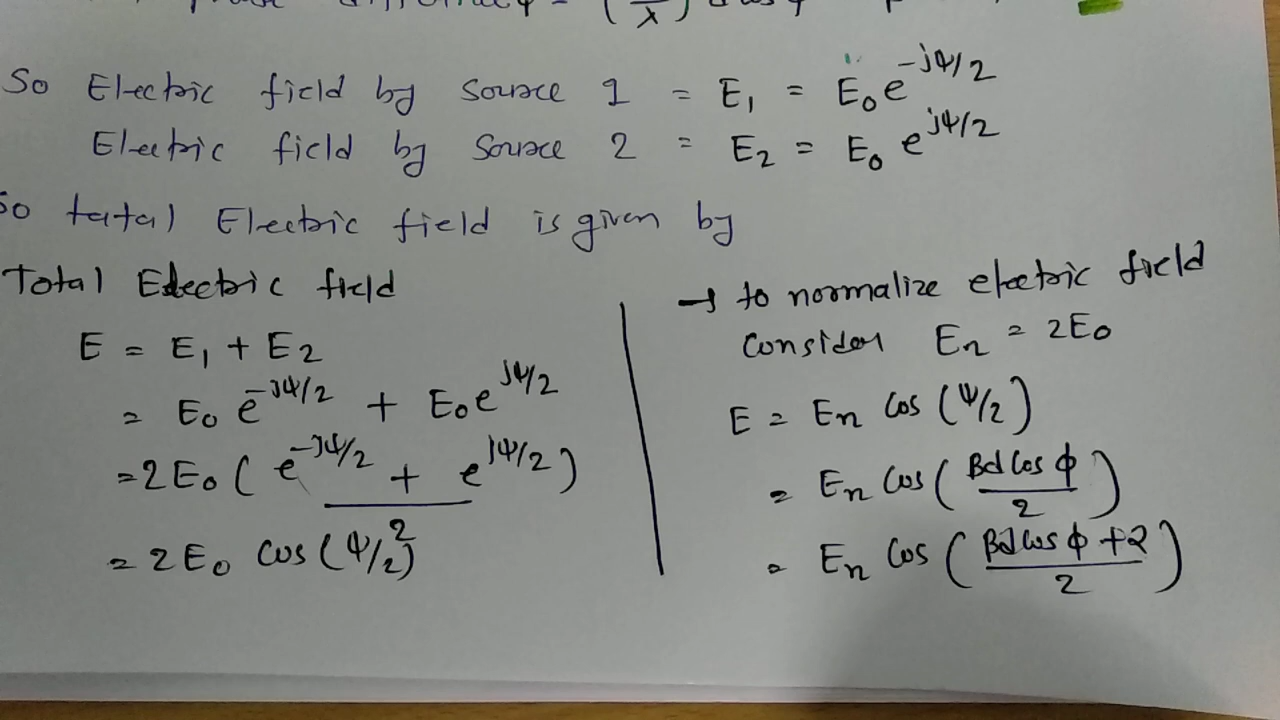 So Electric field by source 1 = E₁ = E₀e^(-jψ/2)
Electric field by source 2 = E₂ = E₀ e^(jψ/2)
So tatal Electric field is given by
Total Electric field
E = E₁ + E₂
= E₀ e^(-jψ/2) + E₀e^(jψ/2)
= 2E₀ ( (e^(-jψ/2) + e^(jψ/2)) / 2 )
= 2E₀ cos (ψ/2)
→ to normalize electric field
consider En = 2E₀
E = En cos (ψ/2)
= En cos ( (βd cos ϕ) / 2 )
= En cos ( (βd cos ϕ + 2) / 2 )